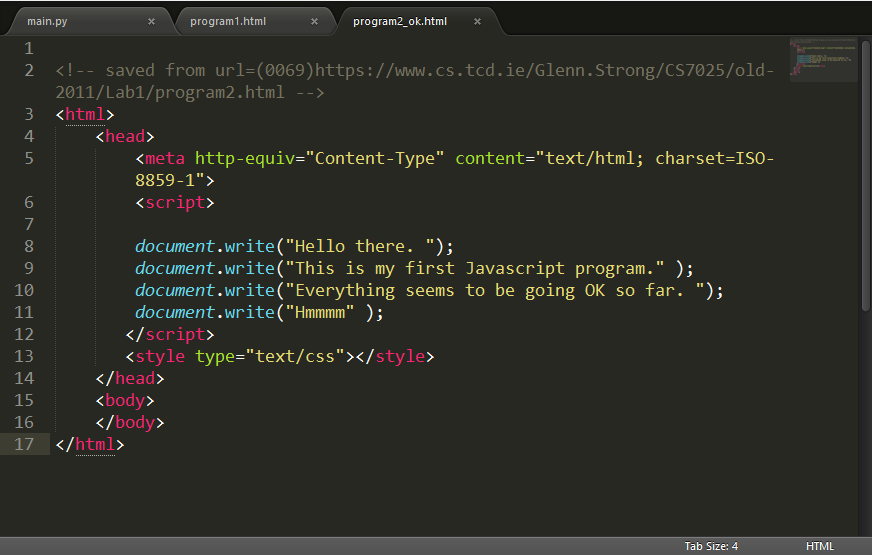 main.py × program1.html × program2_ok.html ×
1
2 <!-- saved from url=(0069)https://www.cs.tcd.ie/Glenn.Strong/CS7025/old-
2011/Lab1/program2.html -->
3 <html>
4 <head>
5 <meta http-equiv="Content-Type" content="text/html; charset=ISO-
8859-1">
6 <script>
7
8 document.write("Hello there. ");
9 document.write("This is my first Javascript program." );
10 document.write("Everything seems to be going OK so far. ");
11 document.write("Hmmmm" );
12 </script>
13 <style type="text/css"></style>
14 </head>
15 <body>
16 </body>
17 </html>
Tab Size: 4 HTML